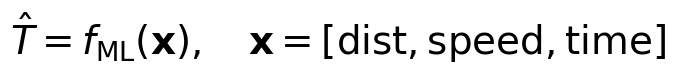 T̂ = f_ML(𝐱), 𝐱 = [dist, speed, time]